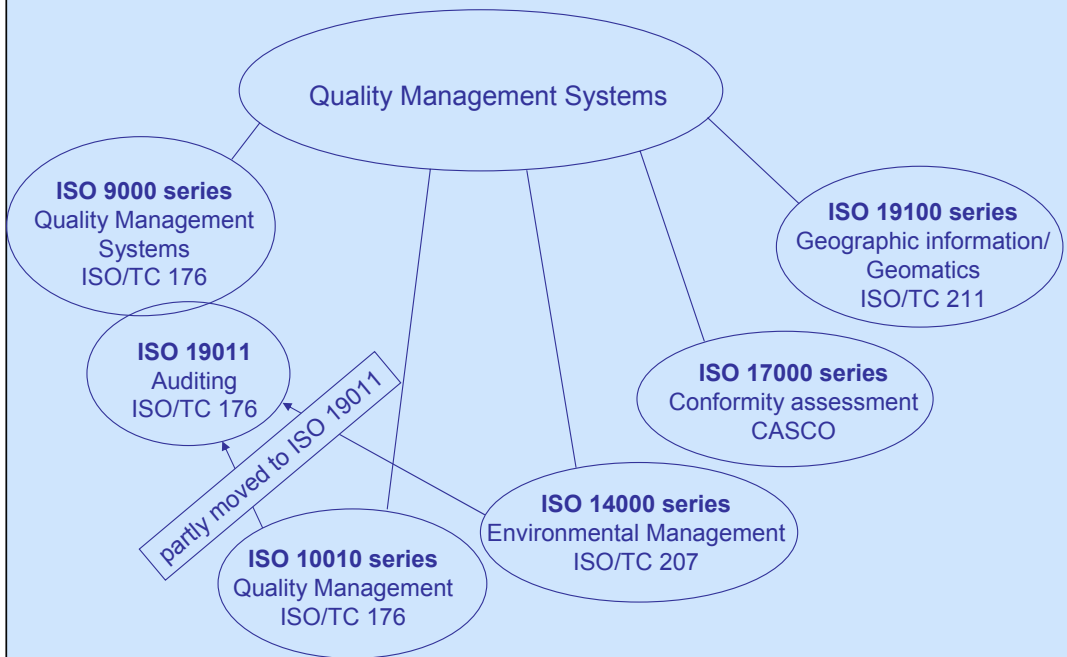 Quality Management Systems
ISO 9000 series
Quality Management
Systems
ISO/TC 176
ISO 19100 series
Geographic information/
Geomatics
ISO/TC 211
ISO 19011
Auditing
ISO/TC 176
ISO 17000 series
Conformity assessment
CASCO
partly moved to ISO 19011
ISO 14000 series
Environmental Management
ISO/TC 207
ISO 10010 series
Quality Management
ISO/TC 176